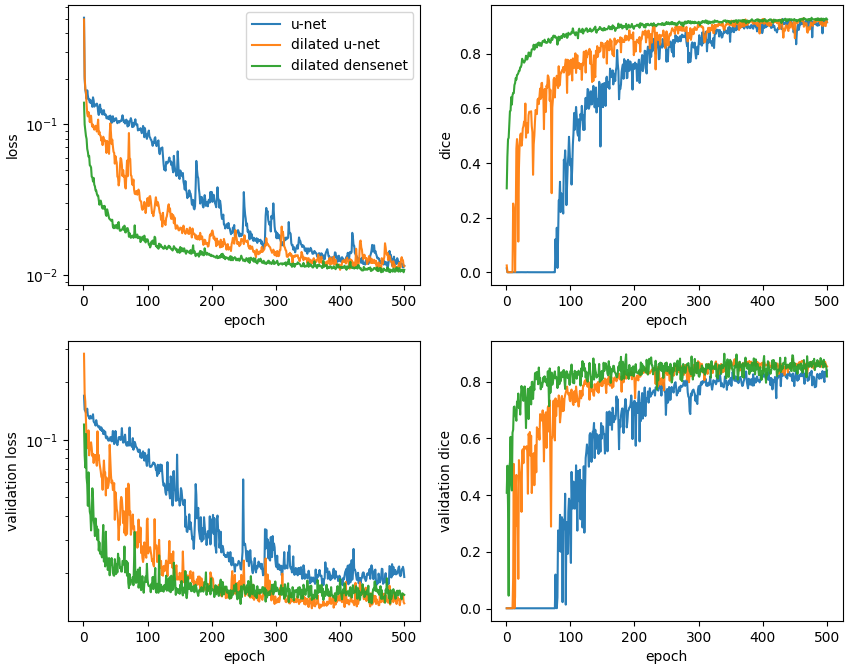 10⁻¹
10⁻²
loss
0 100 200 300 400 500
epoch
u-net
dilated u-net
dilated densenet
0.8
0.6
0.4
0.2
0.0
dice
0 100 200 300 400 500
epoch
10⁻¹
validation loss
0 100 200 300 400 500
epoch
0.8
0.6
0.4
0.2
0.0
validation dice
0 100 200 300 400 500
epoch